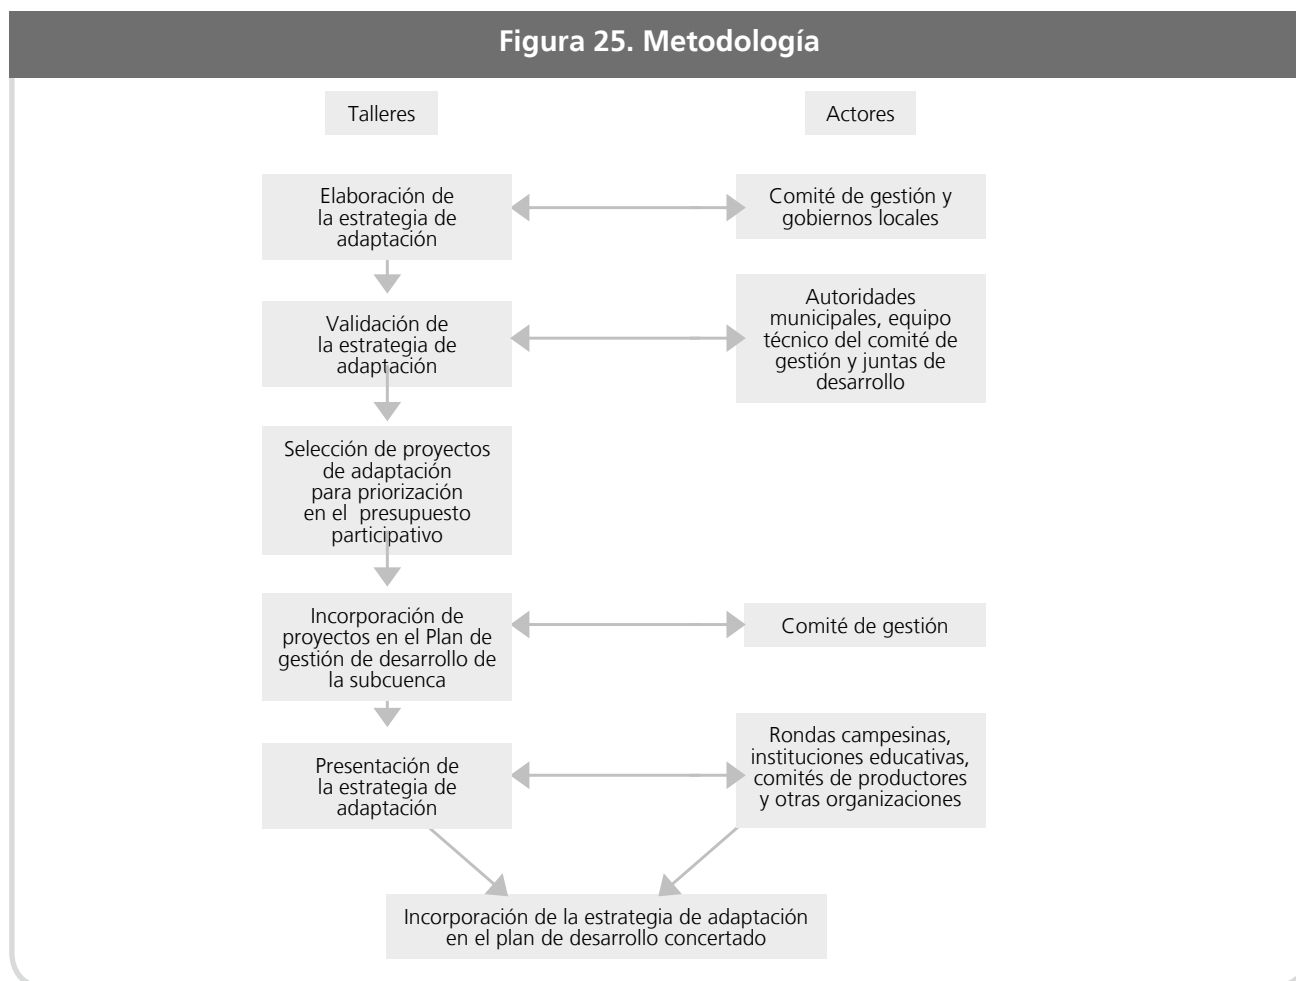 Figura 25. Metodología
Talleres
Actores
Elaboración de
la estrategia de
adaptación
Comité de gestión y
gobiernos locales
Validación de
la estrategia de
adaptación
Autoridades
municipales, equipo
técnico del comité de
gestión y juntas de
desarrollo
Selección de proyectos
de adaptación
para priorización
en el presupuesto
participativo
Incorporación de
proyectos en el Plan de
gestión de desarrollo de
la subcuenca
Comité de gestión
Presentación de
la estrategia de
adaptación
Rondas campesinas,
instituciones educativas,
comités de productores
y otras organizaciones
Incorporación de la estrategia de adaptación
en el plan de desarrollo concertado